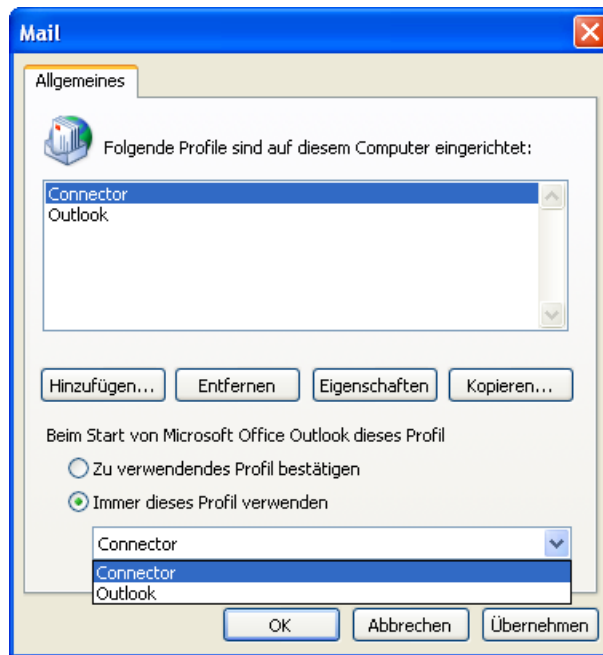 Mail
Allgemeines
Folgende Profile sind auf diesem Computer eingerichtet:
Connector
Outlook
Hinzufügen... Entfernen Eigenschaften Kopieren...
Beim Start von Microsoft Office Outlook dieses Profil
Zu verwendendes Profil bestätigen
Immer dieses Profil verwenden
Connector
Connector
Outlook
OK Abbrechen Übernehmen